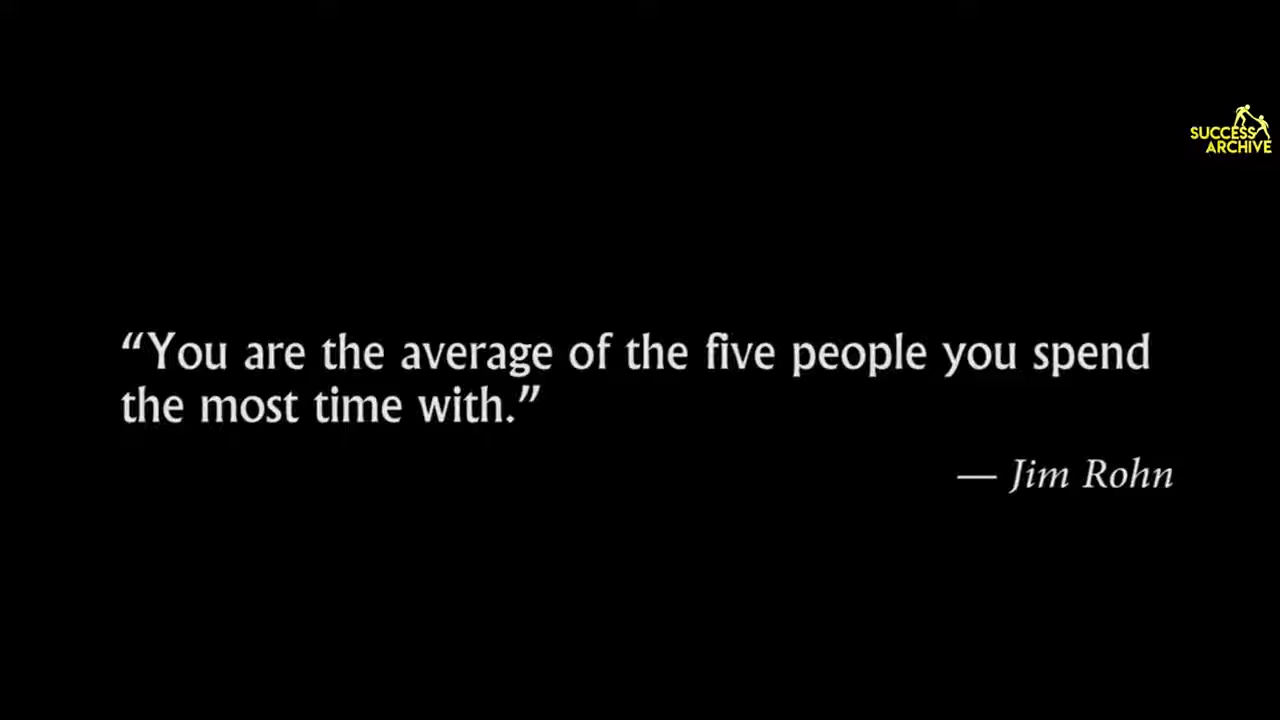 SUCCESS
ARCHIVE
“You are the average of the five people you spend
the most time with.”
— Jim Rohn